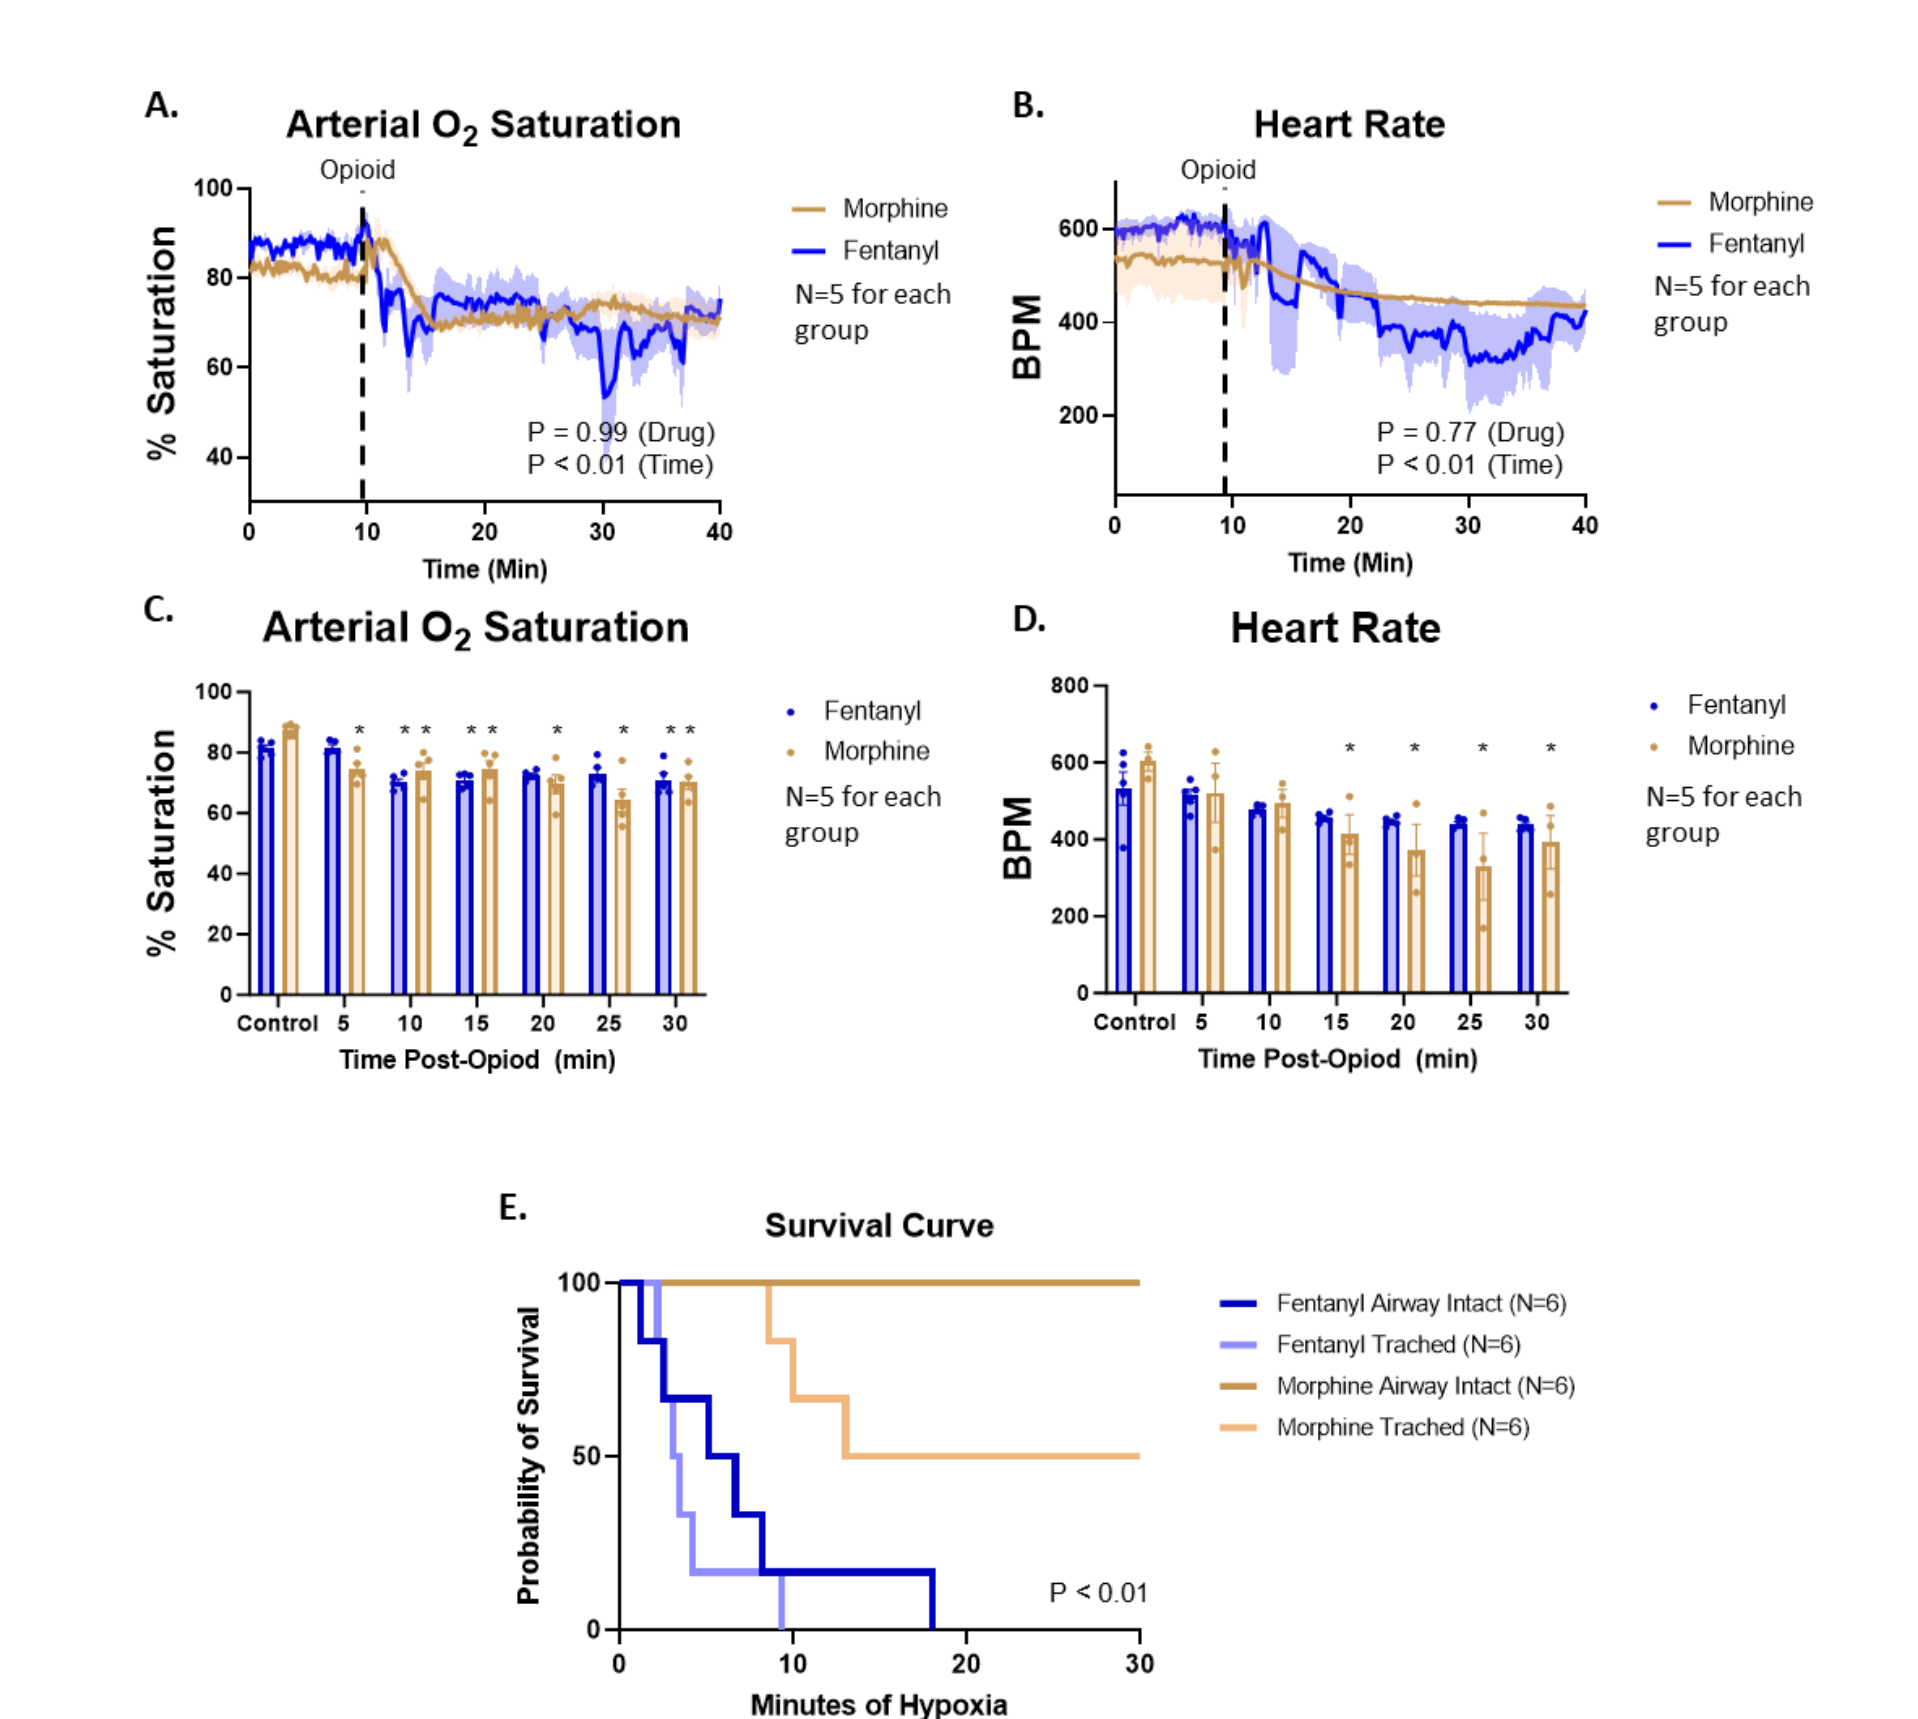 A.
Arterial O2 Saturation
Opioid
% Saturation
100
80
60
40
Morphine
Fentanyl
N=5 for each
group
P = 0.99 (Drug)
P < 0.01 (Time)
0 10 20 30 40
Time (Min)
B.
Heart Rate
Opioid
BPM
600
400
200
Morphine
Fentanyl
N=5 for each
group
P = 0.77 (Drug)
P < 0.01 (Time)
0 10 20 30 40
Time (Min)
C.
Arterial O2 Saturation
% Saturation
100
80
60
40
20
0
* * * * * * * * *
Fentanyl
Morphine
N=5 for each
group
Control 5 10 15 20 25 30
Time Post-Opiod (min)
D.
Heart Rate
BPM
800
600
400
200
0
* * * *
Fentanyl
Morphine
N=5 for each
group
Control 5 10 15 20 25 30
Time Post-Opiod (min)
E.
Survival Curve
Probability of Survival
100
50
0
Fentanyl Airway Intact (N=6)
Fentanyl Trached (N=6)
Morphine Airway Intact (N=6)
Morphine Trached (N=6)
P < 0.01
0 10 20 30
Minutes of Hypoxia